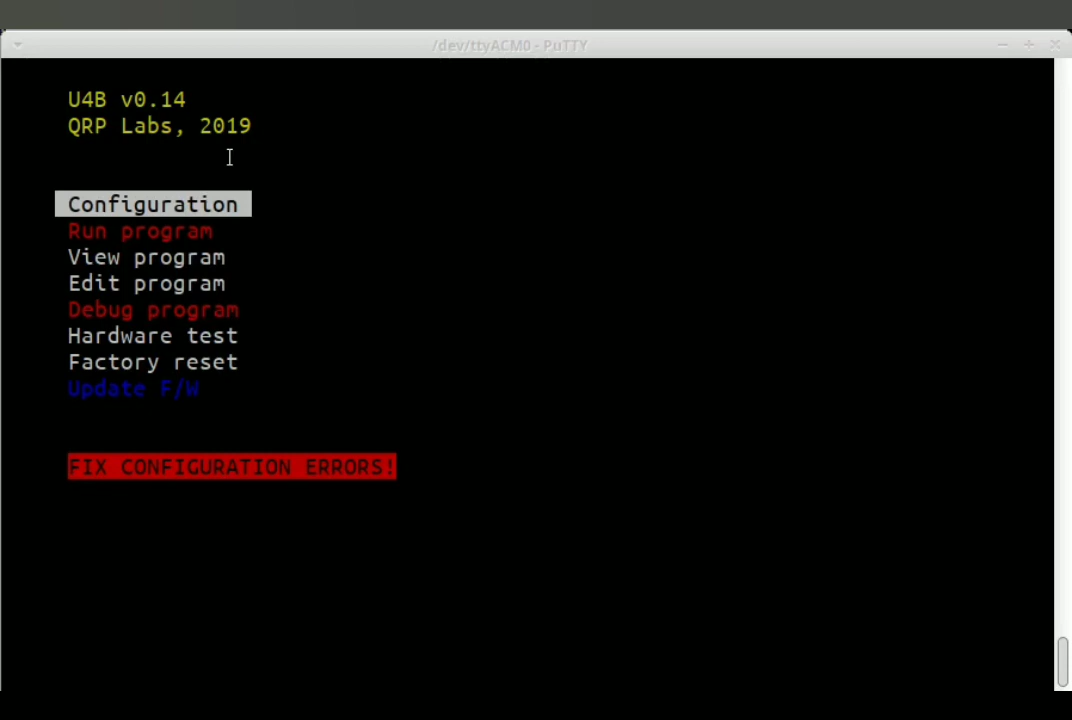 /dev/ttyACM0 - PuTTY
U4B v0.14
QRP Labs, 2019
Configuration
Run program
View program
Edit program
Debug program
Hardware test
Factory reset
Update F/W
FIX CONFIGURATION ERRORS!